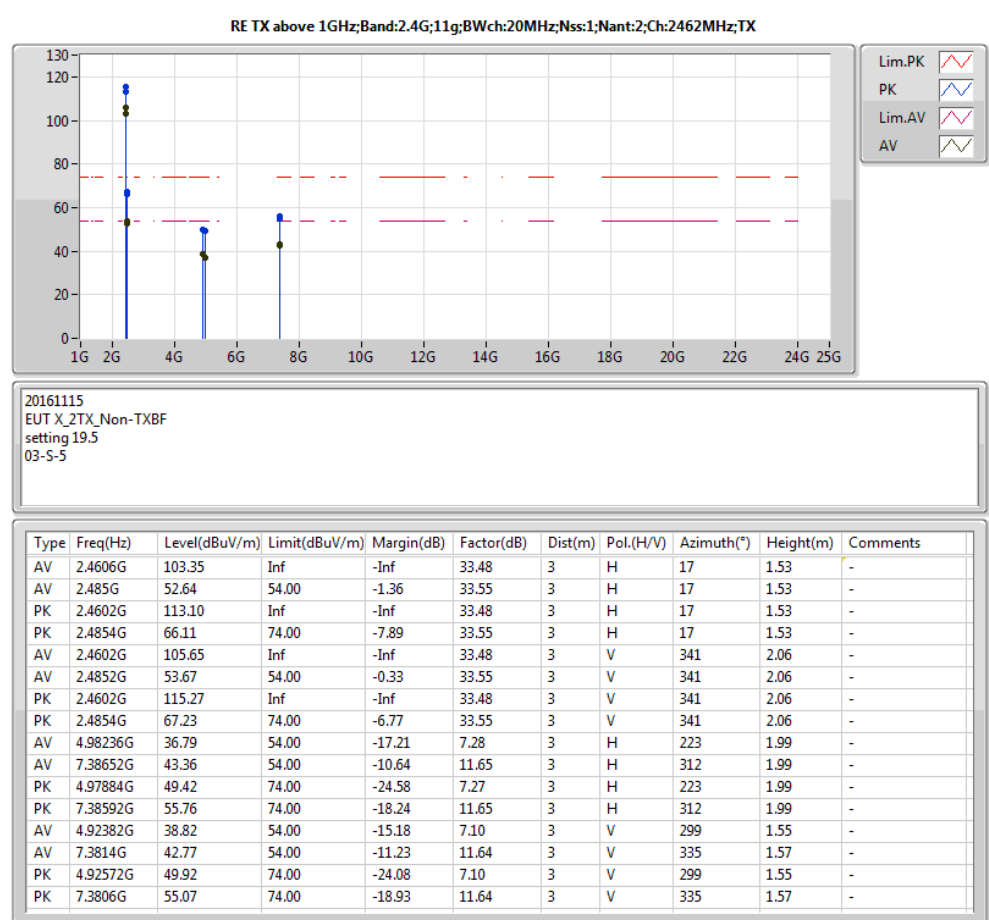 RE TX above 1GHz;Band:2.4G;11g;BWch:20MHz;Nss:1;Nant:2;Ch:2462MHz;TX
130
120
100
80
60
40
20
0
1G 2G 4G 6G 8G 10G 12G 14G 16G 18G 20G 22G 24G 25G
Lim.PK
PK
Lim.AV
AV
20161115
EUT X_2TX_Non-TXBF
setting 19.5
03-S-5
Type Freq(Hz) Level(dBuV/m) Limit(dBuV/m) Margin(dB) Factor(dB) Dist(m) Pol.(H/V) Azimuth(°) Height(m) Comments
AV 2.4606G 103.35 Inf -Inf 33.48 3 H 17 1.53 -
AV 2.485G 52.64 54.00 -1.36 33.55 3 H 17 1.53 -
PK 2.4602G 113.10 Inf -Inf 33.48 3 H 17 1.53 -
PK 2.4854G 66.11 74.00 -7.89 33.55 3 H 17 1.53 -
AV 2.4602G 105.65 Inf -Inf 33.48 3 V 341 2.06 -
AV 2.4852G 53.67 54.00 -0.33 33.55 3 V 341 2.06 -
PK 2.4602G 115.27 Inf -Inf 33.48 3 V 341 2.06 -
PK 2.4854G 67.23 74.00 -6.77 33.55 3 V 341 2.06 -
AV 4.98236G 36.79 54.00 -17.21 7.28 3 H 223 1.99 -
AV 7.38652G 43.36 54.00 -10.64 11.65 3 H 312 1.99 -
PK 4.97884G 49.42 74.00 -24.58 7.27 3 H 223 1.99 -
PK 7.38592G 55.76 74.00 -18.24 11.65 3 H 312 1.99 -
AV 4.92382G 38.82 54.00 -15.18 7.10 3 V 299 1.55 -
AV 7.3814G 42.77 54.00 -11.23 11.64 3 V 335 1.57 -
PK 4.92572G 49.92 74.00 -24.08 7.10 3 V 299 1.55 -
PK 7.3806G 55.07 74.00 -18.93 11.64 3 V 335 1.57 -